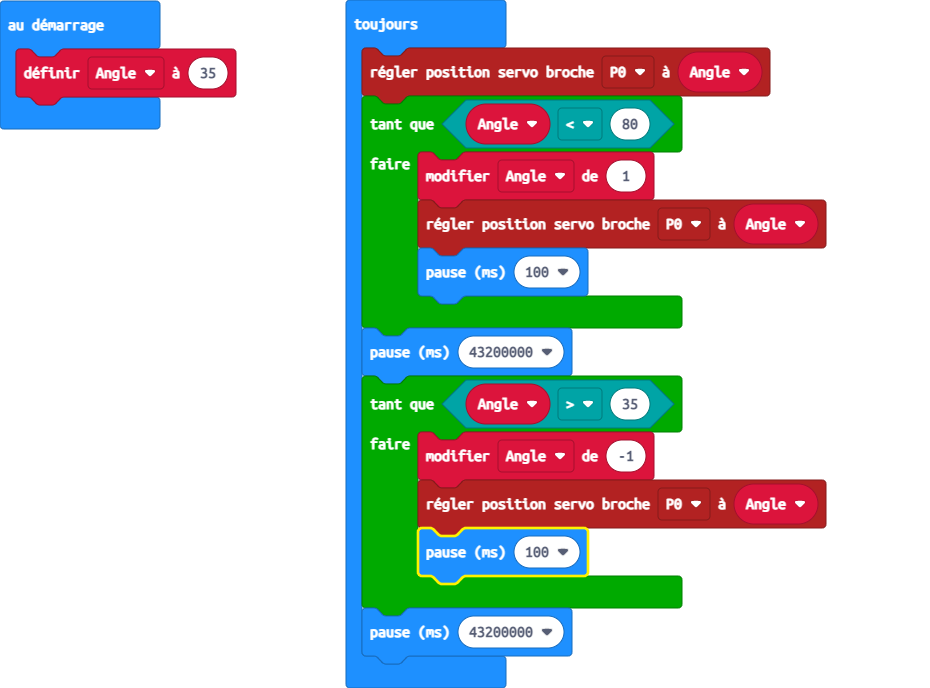 au démarrage
définir Angle à 35
toujours
régler position servo broche P0 à Angle
tant que Angle < 80
faire
modifier Angle de 1
régler position servo broche P0 à Angle
pause (ms) 100
pause (ms) 43200000
tant que Angle > 35
faire
modifier Angle de -1
régler position servo broche P0 à Angle
pause (ms) 100
pause (ms) 43200000